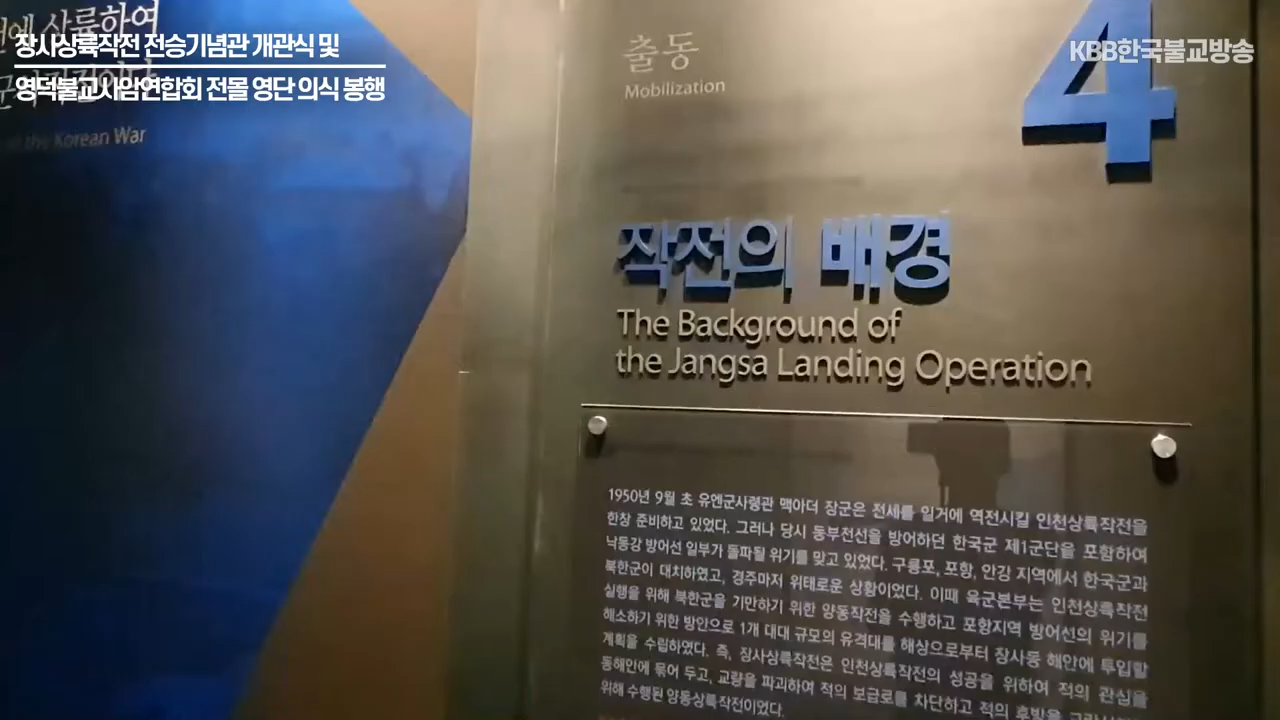 장사상륙작전 전승기념관 개관식 및
영덕불교사암연합회 전몰 영단 의식 봉행
KBB한국불교방송
상륙하여
the Korean War
출동
Mobilization
4
작전의 배경
The Background of
the Jangsa Landing Operation
1950년 9월 초 유엔군사령관 맥아더 장군은 전세를 일거에 역전시킬 인천상륙작전을
한창 준비하고 있었다. 그러나 당시 동부전선을 방어하던 한국군 제1군단을 포함하여
낙동강 방어선 일부가 돌파될 위기를 맞고 있었다. 구룡포, 포항, 안강 지역에서 한국군과
북한군이 대치하였고, 경주마저 위태로운 상황이었다. 이때 육군본부는 인천상륙작전
실행을 위해 북한군을 기만하기 위한 양동작전을 수행하고 포항지역 방어선의 위기를
해소하기 위한 방안으로 1개 대대 규모의 유격대를 해상으로부터 장사동 해안에 투입할
계획을 수립하였다. 즉, 장사상륙작전은 인천상륙작전의 성공을 위하여 적의 관심을
동해안에 묶어 두고, 교량을 파괴하여 적의 보급로를 차단하고 적의 후방을
위해 수행된 양동상륙작전이었다.